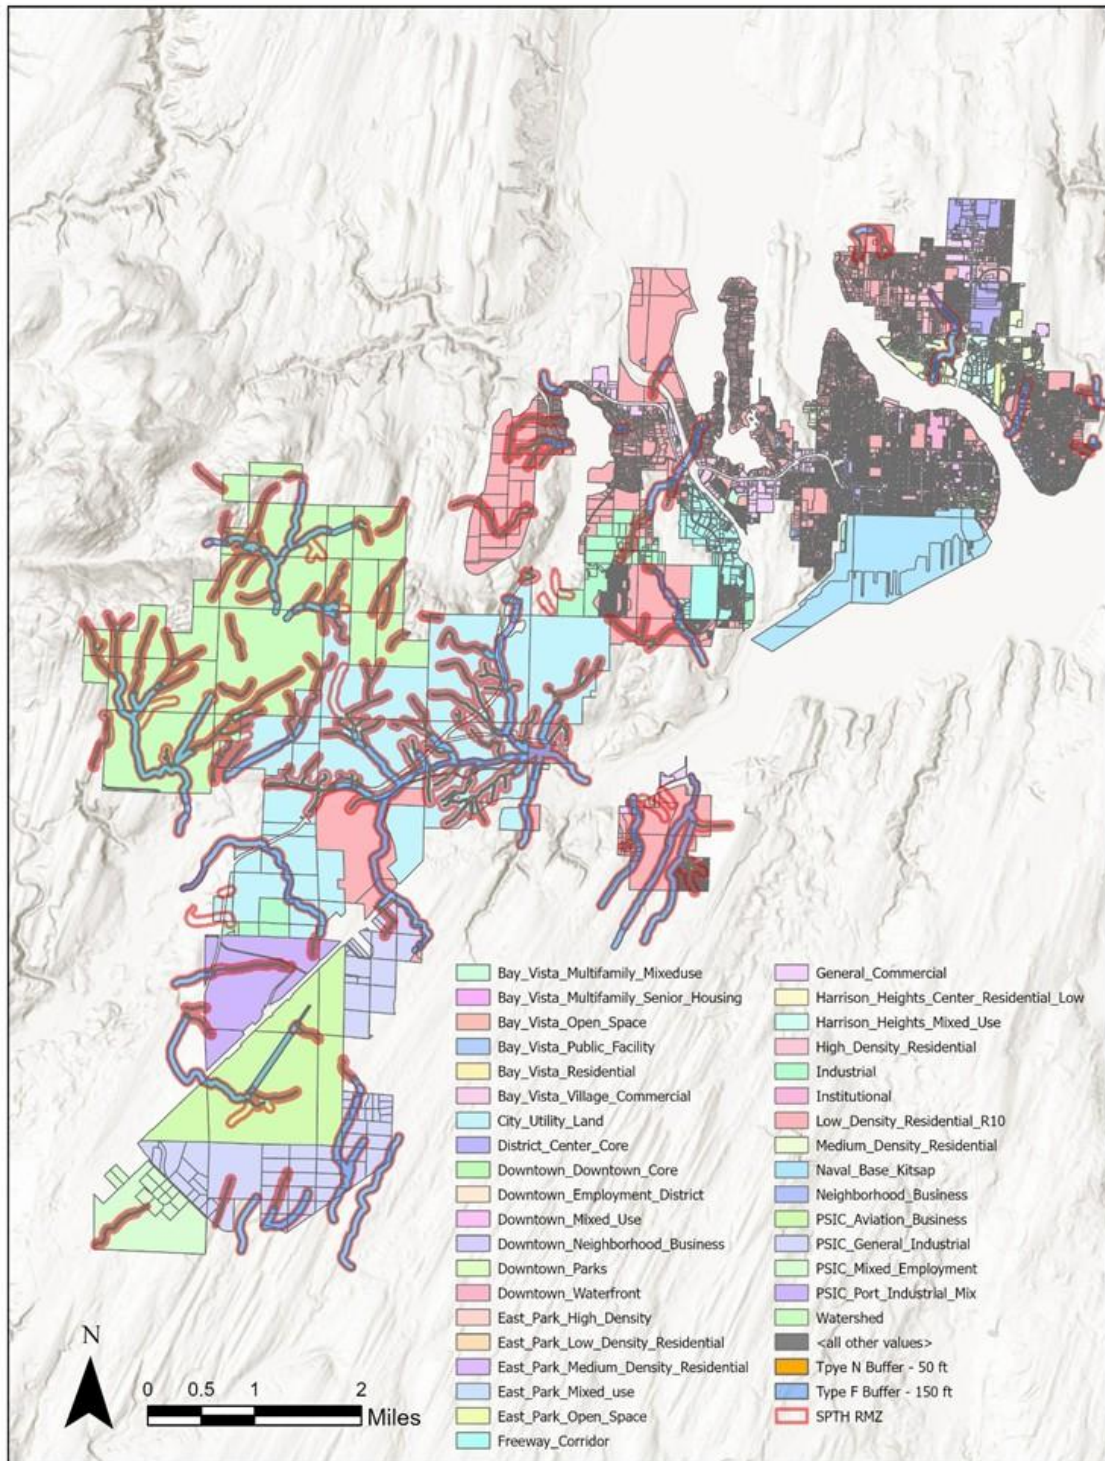 Bay_Vista_Multifamily_Mixeduse
Bay_Vista_Multifamily_Senior_Housing
Bay_Vista_Open_Space
Bay_Vista_Public_Facility
Bay_Vista_Residential
Bay_Vista_Village_Commercial
City_Utility_Land
District_Center_Core
Downtown_Downtown_Core
Downtown_Employment_District
Downtown_Mixed_Use
Downtown_Neighborhood_Business
Downtown_Parks
Downtown_Waterfront
East_Park_High_Density
East_Park_Low_Density_Residential
East_Park_Medium_Density_Residential
East_Park_Mixed_use
East_Park_Open_Space
Freeway_Corridor
General_Commercial
Harrison_Heights_Center_Residential_Low
Harrison_Heights_Mixed_Use
High_Density_Residential
Industrial
Institutional
Low_Density_Residential_R10
Medium_Density_Residential
Naval_Base_Kitsap
Neighborhood_Business
PSIC_Aviation_Business
PSIC_General_Industrial
PSIC_Mixed_Employment
PSIC_Port_Industrial_Mix
Watershed
<all other values>
Tpye N Buffer - 50 ft
Type F Buffer - 150 ft
SPTH RMZ
N
0 0.5 1 2
Miles